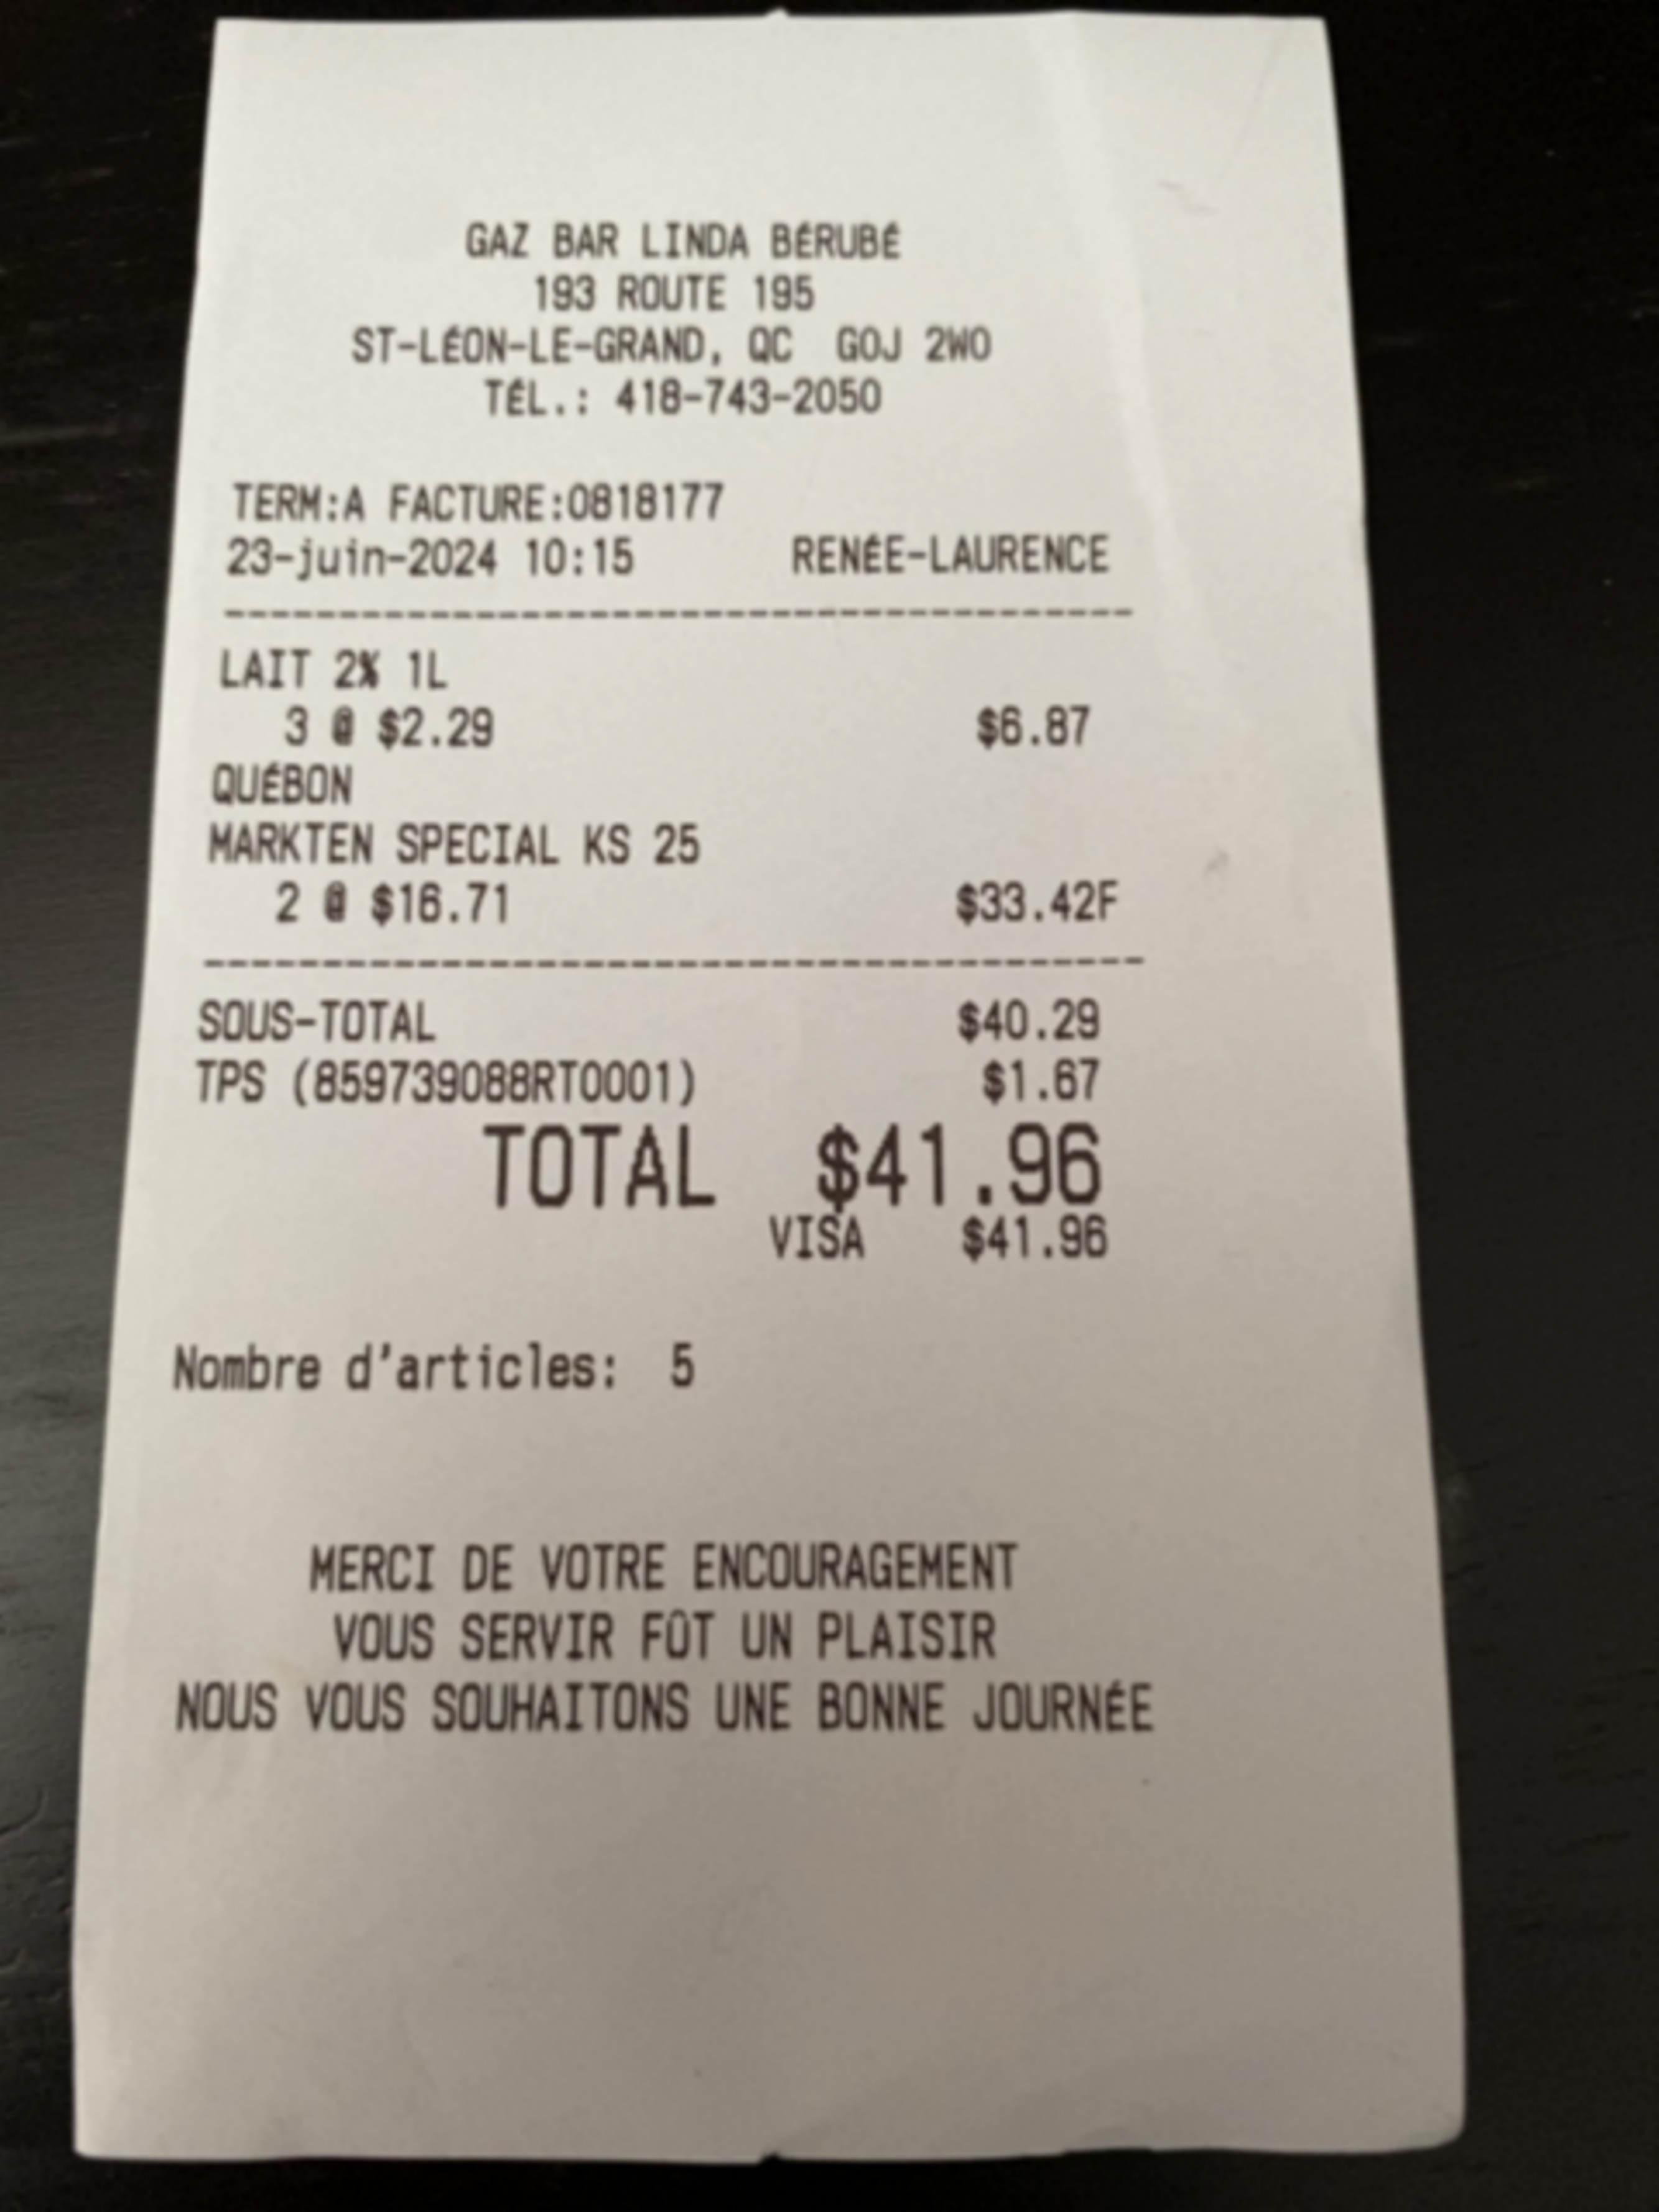 GAZ BAR LINDA BÉRUBÉ
193 ROUTE 195
ST-LÉON-LE-GRAND, QC G0J 2W0
TÉL.: 418-743-2050
TERM:A FACTURE:0818177
23-juin-2024 10:15 RENÉE-LAURENCE
LAIT 2% 1L
3 @ $2.29 $6.87
QUÉBON
MARKTEN SPECIAL KS 25
2 @ $16.71 $33.42F
SOUS-TOTAL $40.29
TPS (859739088RT0001) $1.67
TOTAL $41.96
VISA $41.96
Nombre d'articles: 5
MERCI DE VOTRE ENCOURAGEMENT
VOUS SERVIR FÛT UN PLAISIR
NOUS VOUS SOUHAITONS UNE BONNE JOURNÉE